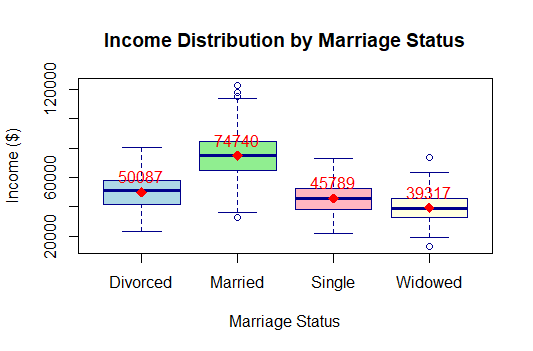 Income Distribution by Marriage Status
Income ($)
120000
60000
20000
50087
74740
45789
39317
Divorced
Married
Single
Widowed
Marriage Status